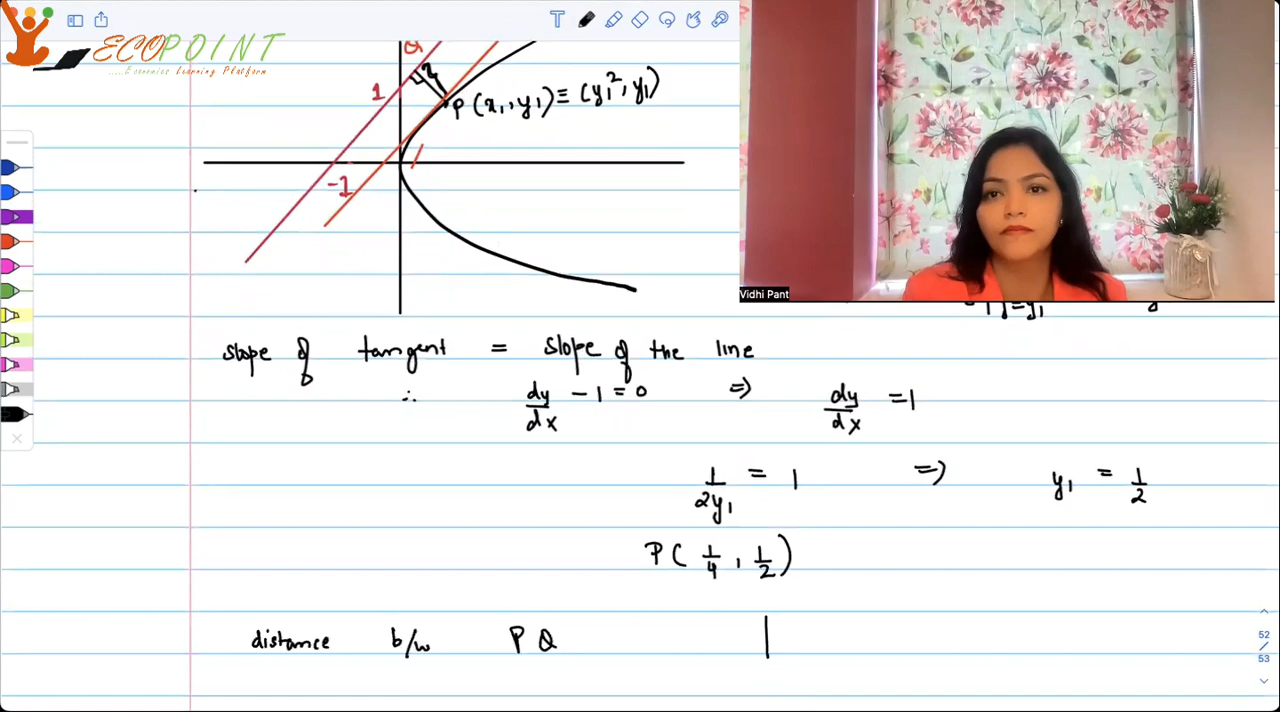 ECOPOINT
.....Economics Learning Platform
Q
1
P(x₁, y₁) ≡ (y₁², y₁)
-1
Vidhi Pant
slope of tangent = slope of the line
∴ dy/dx - 1 = 0 ⇒ dy/dx = 1
1/2y₁ = 1 ⇒ y₁ = 1/2
P(1/4, 1/2)
distance b/w PQ |
52
/
53